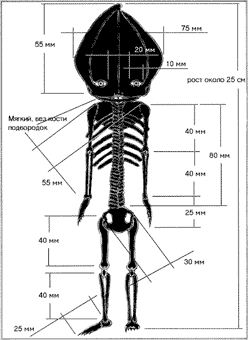 75 мм
55 мм
20 мм
10 мм
рост около 25 см
Мягкий, без кости
подбородок
40 мм
80 мм
55 мм
40 мм
25 мм
40 мм
30 мм
40 мм
25 мм